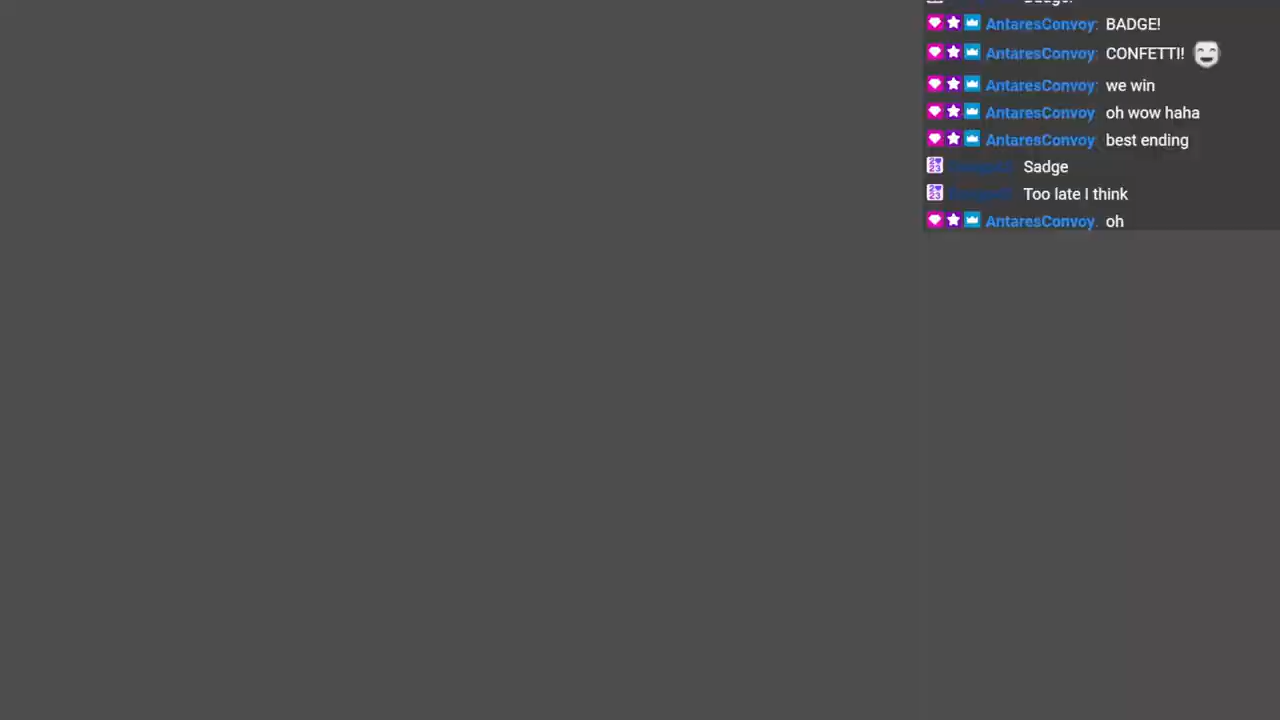 AntaresConvoy: BADGE!
AntaresConvoy: CONFETTI!
AntaresConvoy: we win
AntaresConvoy: oh wow haha
AntaresConvoy: best ending
Sadge
Too late I think
AntaresConvoy: oh